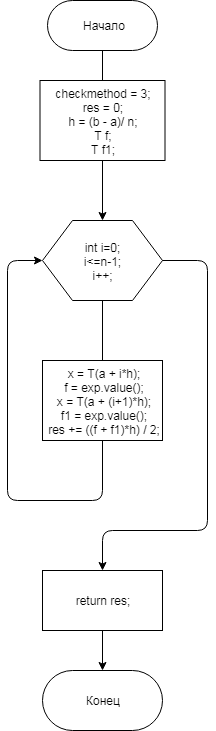 Начало
checkmethod = 3;
res = 0;
h = (b - a)/ n;
T f;
T f1;
int i=0;
i<=n-1;
i++;
x = T(a + i*h);
f = exp.value();
x = T(a + (i+1)*h);
f1 = exp.value();
res += ((f + f1)*h) / 2;
return res;
Конец